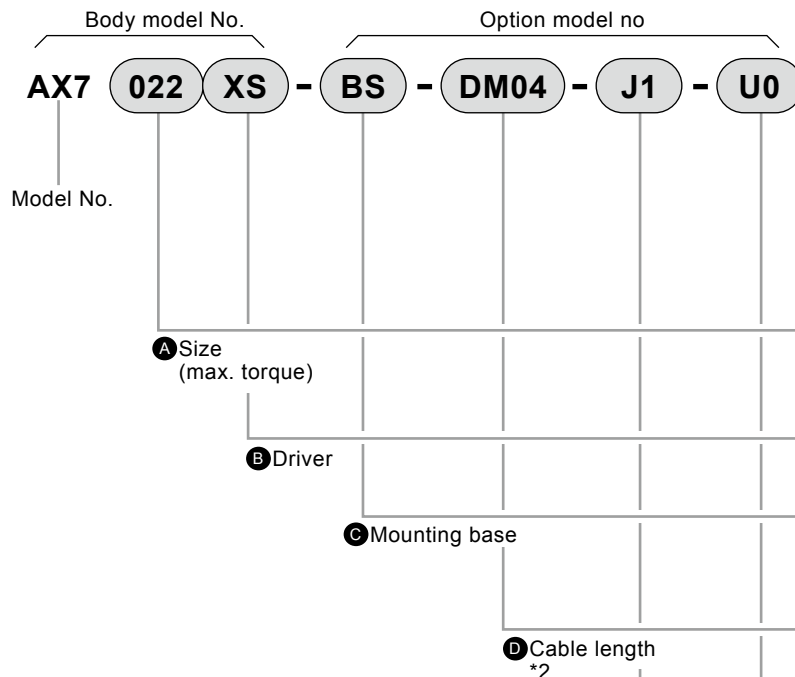 Body model No. Option model no
AX7 022 XS - BS - DM04 - J1 - U0
Model No.
A Size
(max. torque)
B Driver
C Mounting base
D Cable length
*2